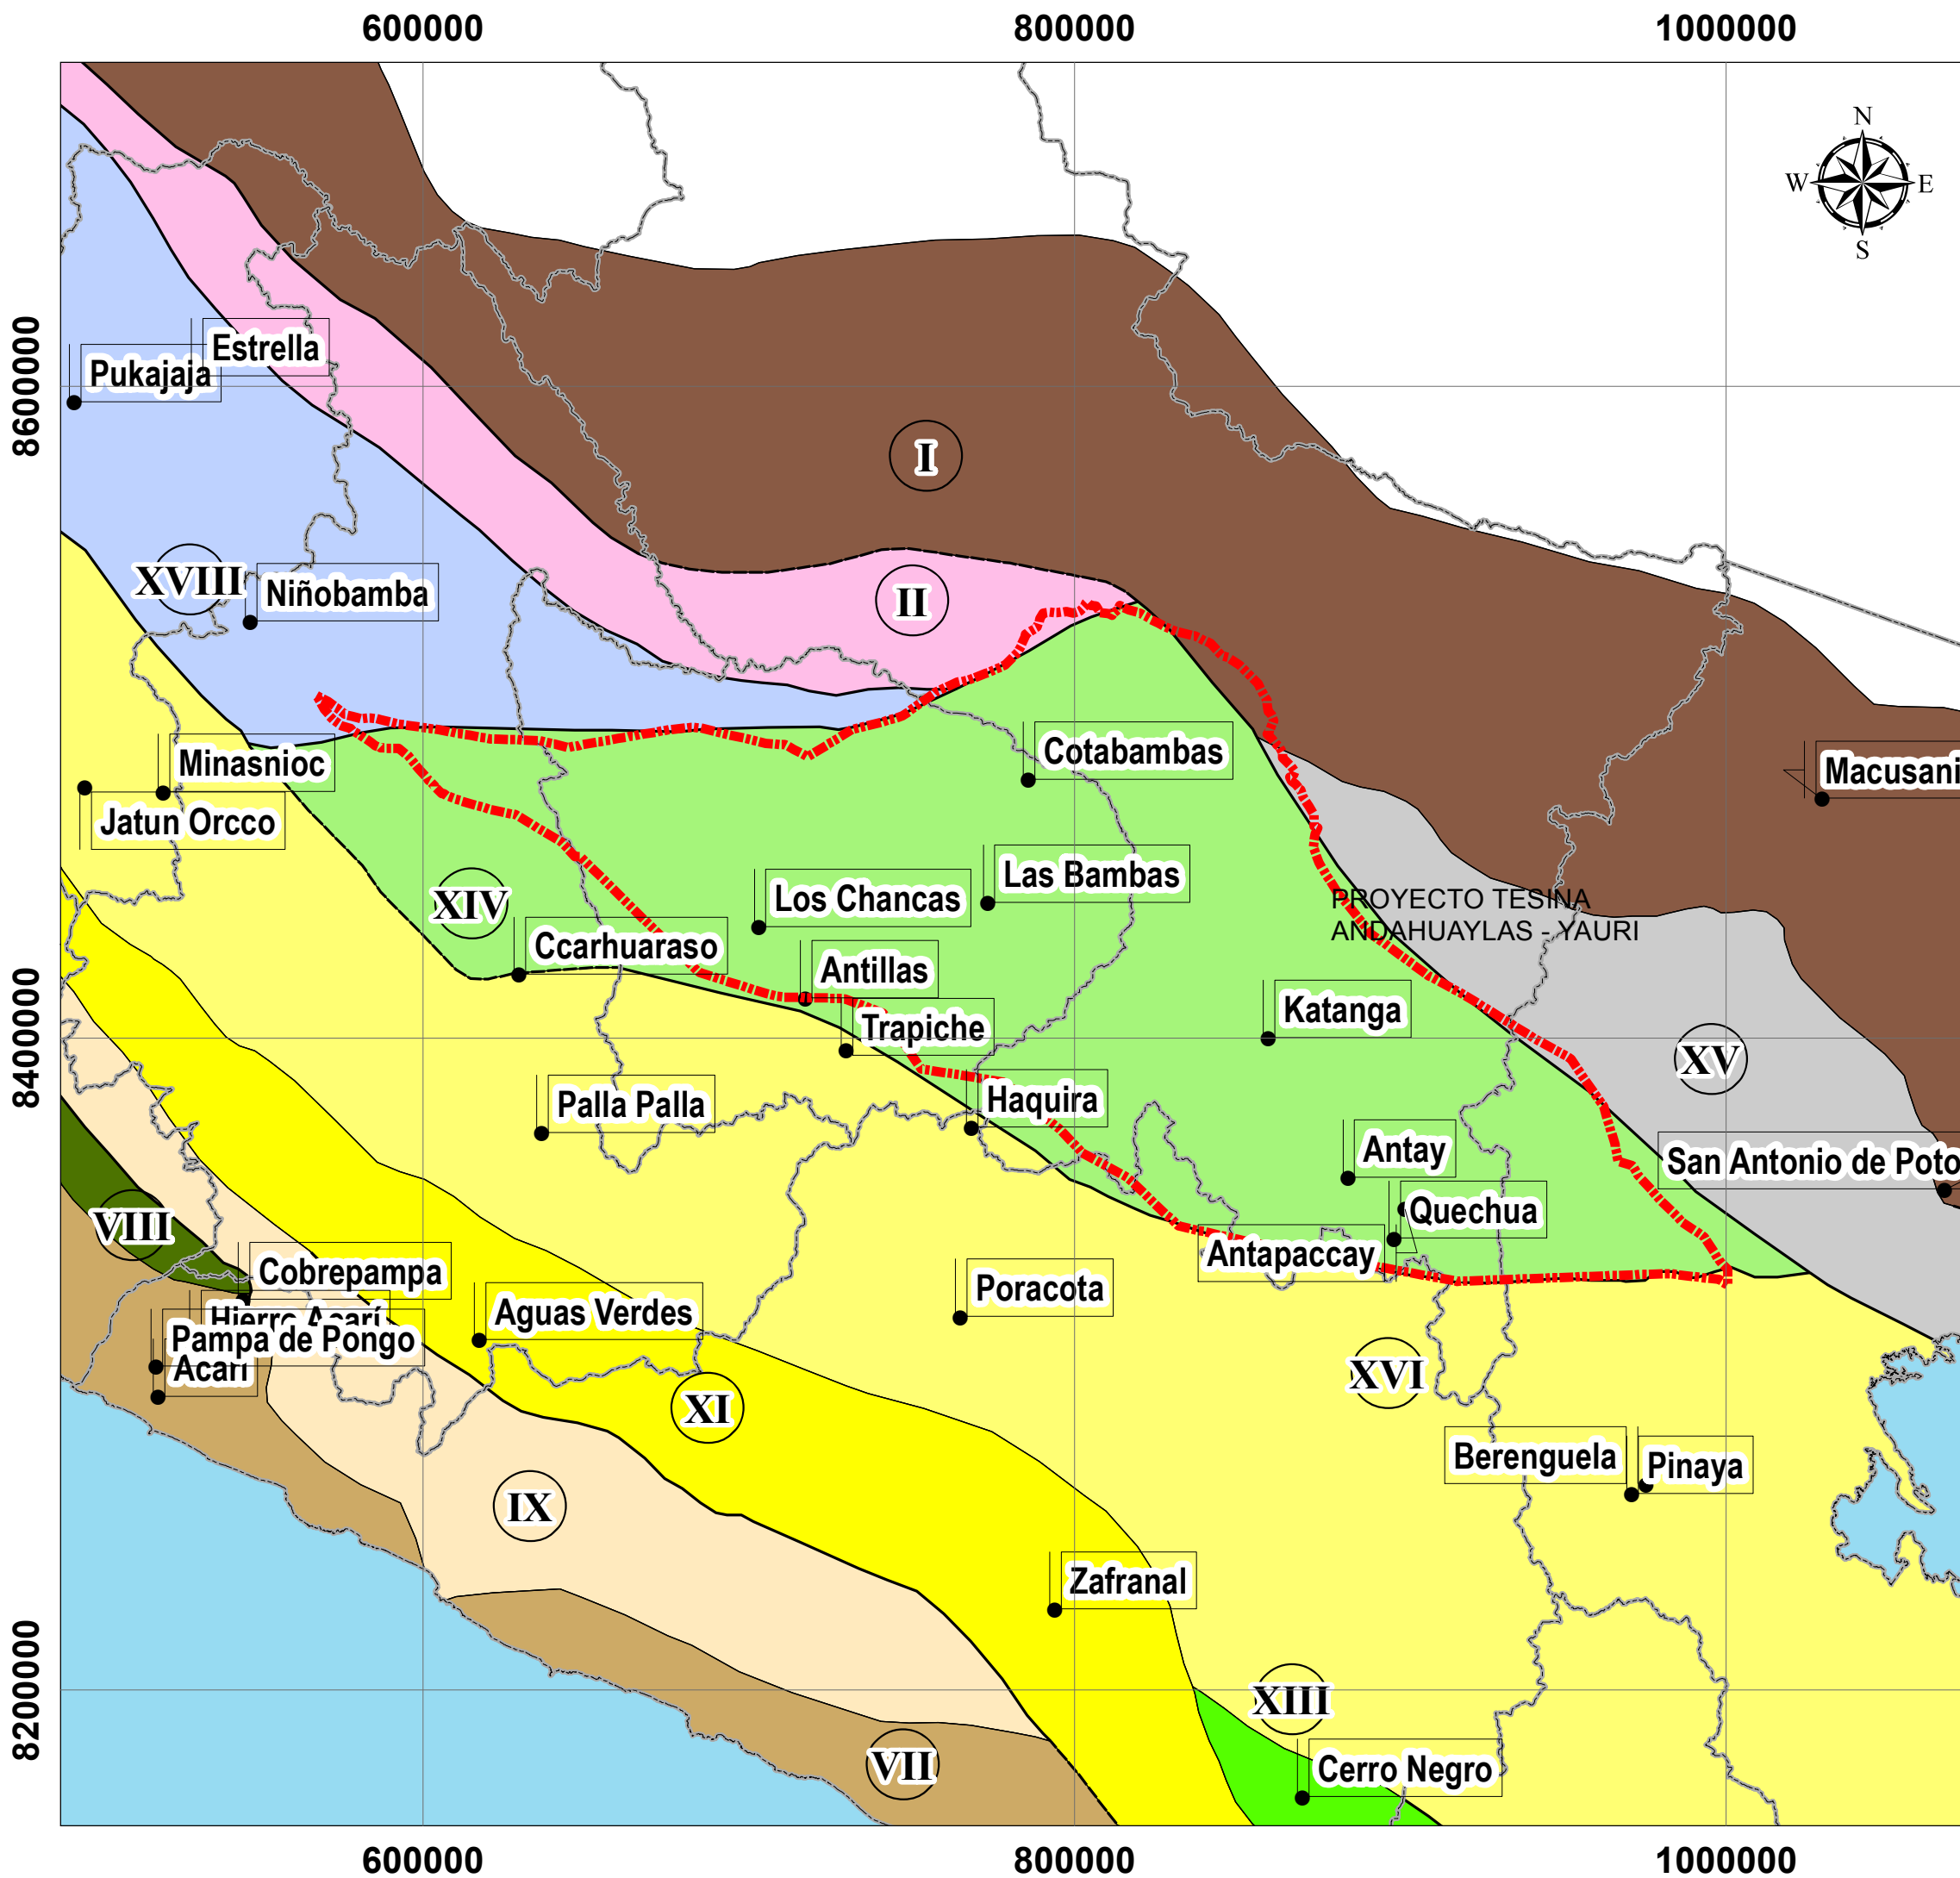 600000
800000
1000000
N
W
E
S
8600000
Estrella
Pukajaja
I
XVIII
Niñobamba
II
Minasnioc
Cotabambas
Macusani
Jatun Orcco
XIV
Los Chancas
Las Bambas
PROYECTO TESINA
ANDAHUAYLAS - YAURI
Ccarhuaraso
Antillas
Trapiche
Katanga
8400000
XV
Palla Palla
Haquira
Antay
San Antonio de Poto
VIII
Quechua
Antapaccay
Cobrepampa
Hierro Acarí
Pampa de Pongo
Acarí
Aguas Verdes
Poracota
XVI
XI
Berenguela
Pinaya
IX
Zafranal
8200000
XIII
VII
Cerro Negro
600000
800000
1000000